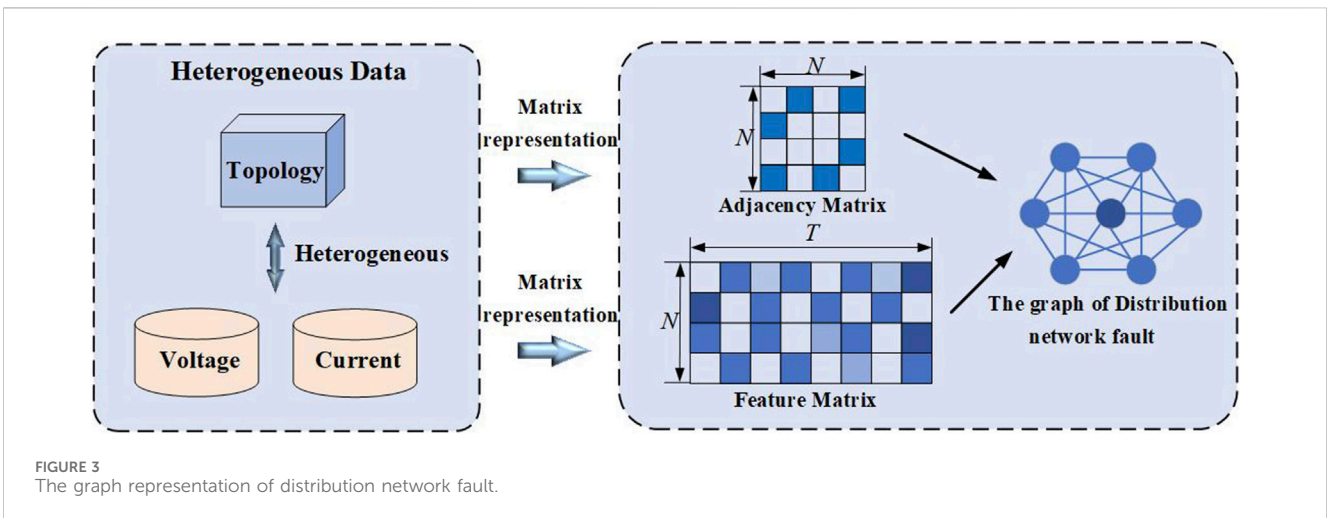 Heterogeneous Data
Topology
Heterogeneous
Voltage
Current
Matrix
representation
Matrix
representation
N
N
Adjacency Matrix
T
N
Feature Matrix
The graph of Distribution
network fault
FIGURE 3
The graph representation of distribution network fault.